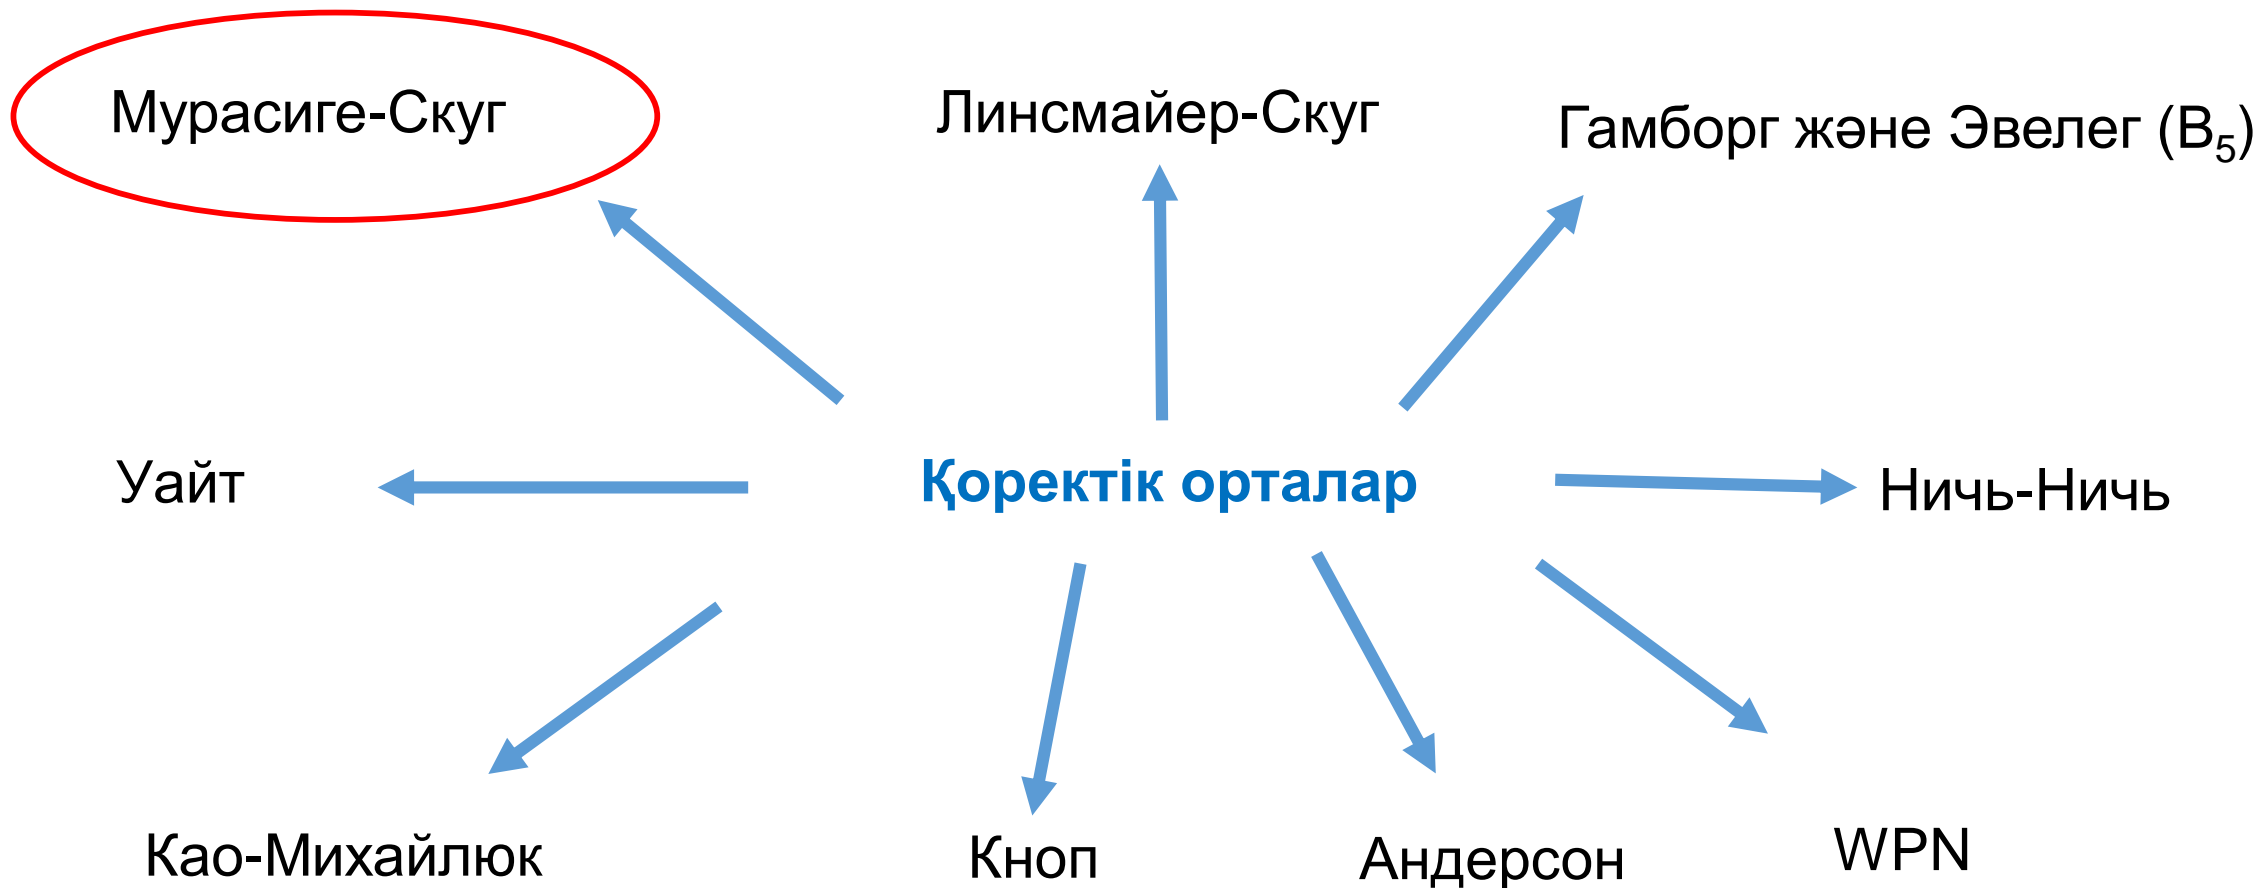 Мурасиге-Скуг
Линсмайер-Скуг
Гамборг және Эвелег (B₅)
Уайт
Қоректік орталар
Ничь-Ничь
Као-Михайлюк
Кноп
Андерсон
WPN